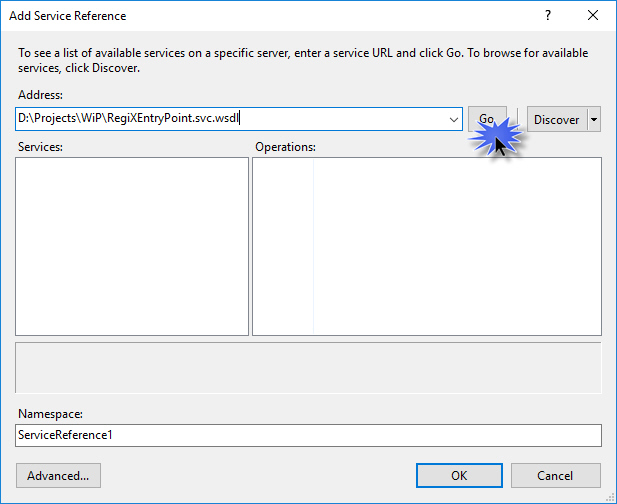 Add Service Reference
?
To see a list of available services on a specific server, enter a service URL and click Go. To browse for available
services, click Discover.
Address:
D:\Projects\WiP\RegiXEntryPoint.svc.wsdl
Go
Discover
Services:
Operations:
Namespace:
ServiceReference1
Advanced...
OK
Cancel